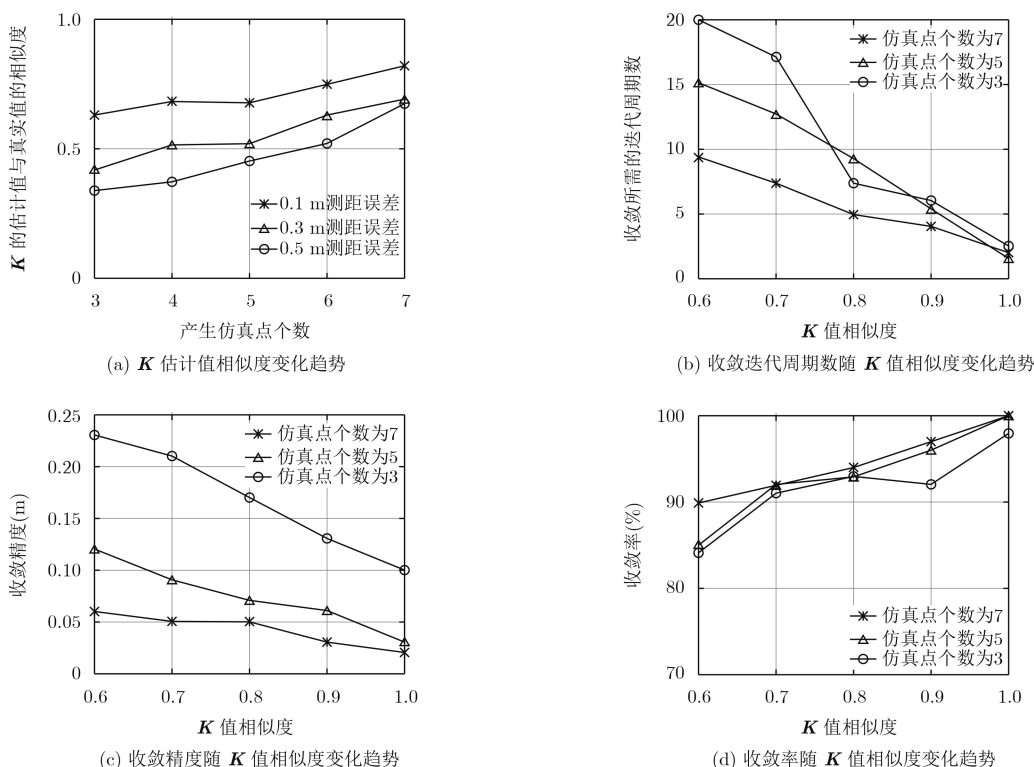 1.0
0.5
0
K 的估计值与真实值的相似度
0.1 m测距误差
0.3 m测距误差
0.5 m测距误差
3 4 5 6 7
产生仿真点个数
(a) K 估计值相似度变化趋势
20
15
10
5
0
收敛所需的迭代周期数
仿真点个数为7
仿真点个数为5
仿真点个数为3
0.6 0.7 0.8 0.9 1.0
K 值相似度
(b) 收敛迭代周期数随 K 值相似度变化趋势
0.25
0.20
0.15
0.10
0.05
0
收敛精度(m)
仿真点个数为7
仿真点个数为5
仿真点个数为3
0.6 0.7 0.8 0.9 1.0
K 值相似度
(c) 收敛精度随 K 值相似度变化趋势
100
90
80
70
收敛率(%)
仿真点个数为7
仿真点个数为5
仿真点个数为3
0.6 0.7 0.8 0.9 1.0
K 值相似度
(d) 收敛率随 K 值相似度变化趋势